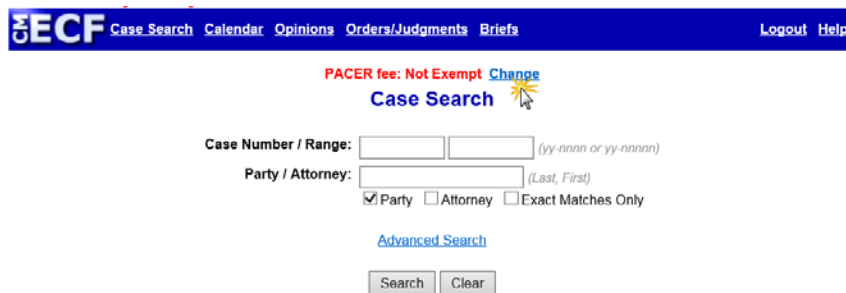 CM ECF Case Search Calendar Opinions Orders/Judgments Briefs Logout Help
PACER fee: Not Exempt Change
Case Search
Case Number / Range: (yy-nnnn or yy-nnnnn)
Party / Attorney: (Last, First)
Party Attorney Exact Matches Only
Advanced Search
Search Clear